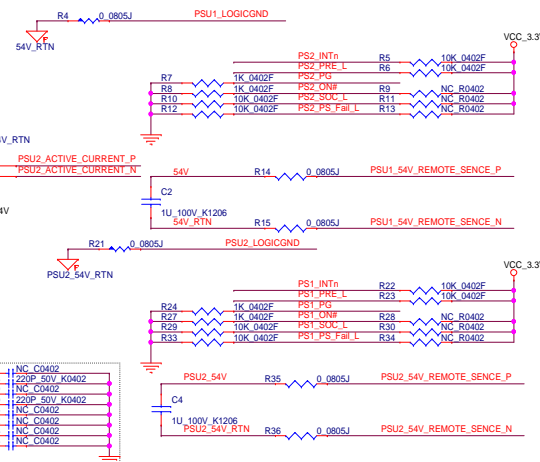 R4 0_0805J PSU1_LOGICGND
54V_RTN
VCC_3.3V
PS2_INTn R5 10K_0402F
PS2_PRE_L R6 10K_0402F
R7 1K_0402F PS2_PG
R8 1K_0402F PS2_ON# R9 NC_R0402
R10 10K_0402F PS2_SOC_L R11 NC_R0402
R12 10K_0402F PS2_PS_Fail_L R13 NC_R0402
V_RTN
PSU2_ACTIVE_CURRENT_P
PSU2_ACTIVE_CURRENT_N
54V R14 0_0805J PSU1_54V_REMOTE_SENCE_P
C2
4V
1U_100V_K1206
54V_RTN R15 0_0805J PSU1_54V_REMOTE_SENCE_N
R21 0_0805J PSU2_LOGICGND
PSU2_54V_RTN
VCC_3.3V
PS1_INTn R22 10K_0402F
PS1_PRE_L R23 10K_0402F
R24 1K_0402F PS1_PG
R27 1K_0402F PS1_ON# R28 NC_R0402
R29 10K_0402F PS1_SOC_L R30 NC_R0402
R33 10K_0402F PS1_PS_Fail_L R34 NC_R0402
NC_C0402
220P_50V_K0402
NC_C0402
220P_50V_K0402
NC_C0402
NC_C0402
NC_C0402
NC_C0402
PSU2_54V R35 0_0805J PSU2_54V_REMOTE_SENCE_P
C4
1U_100V_K1206
PSU2_54V_RTN R36 0_0805J PSU2_54V_REMOTE_SENCE_N